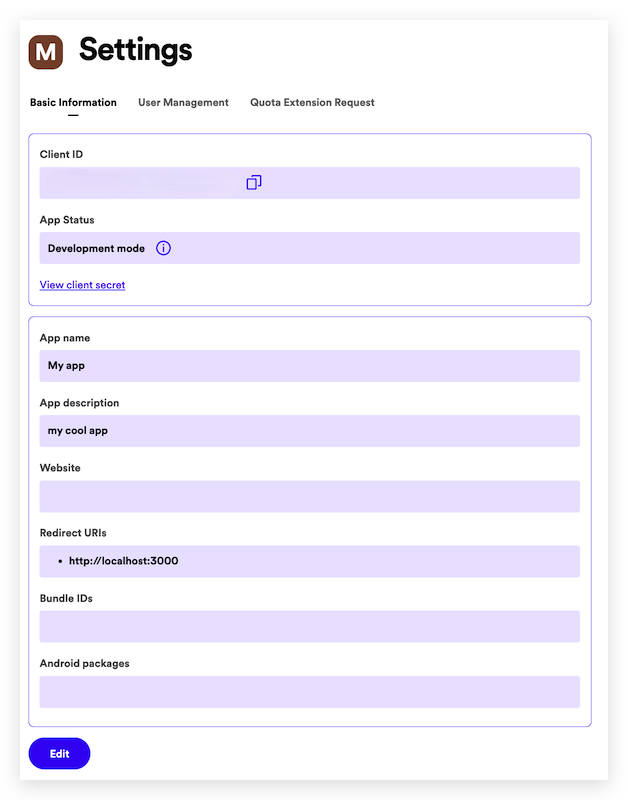 M Settings
Basic Information User Management Quota Extension Request
Client ID
App Status
Development mode
View client secret
App name
My app
App description
my cool app
Website
Redirect URIs
• http://localhost:3000
Bundle IDs
Android packages
Edit